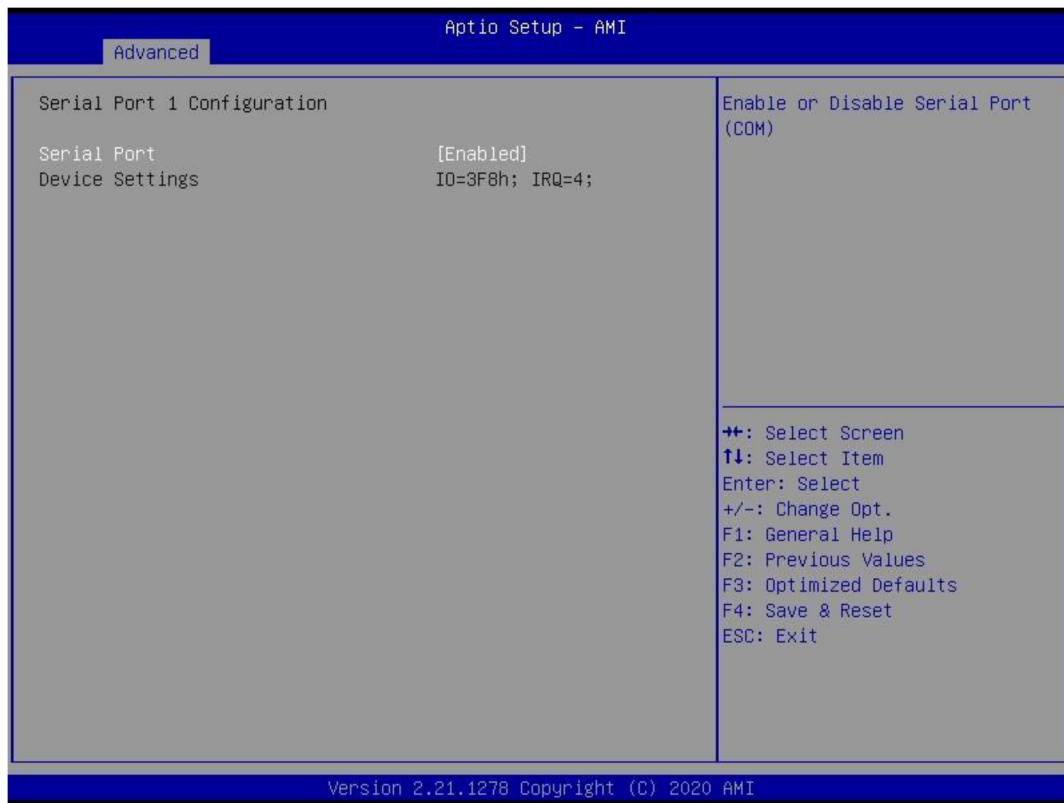 Aptio Setup – AMI
Advanced
Serial Port 1 Configuration
Serial Port [Enabled]
Device Settings IO=3F8h; IRQ=4;
Enable or Disable Serial Port
(COM)
→←: Select Screen
↑↓: Select Item
Enter: Select
+/-: Change Opt.
F1: General Help
F2: Previous Values
F3: Optimized Defaults
F4: Save & Reset
ESC: Exit
Version 2.21.1278 Copyright (C) 2020 AMI